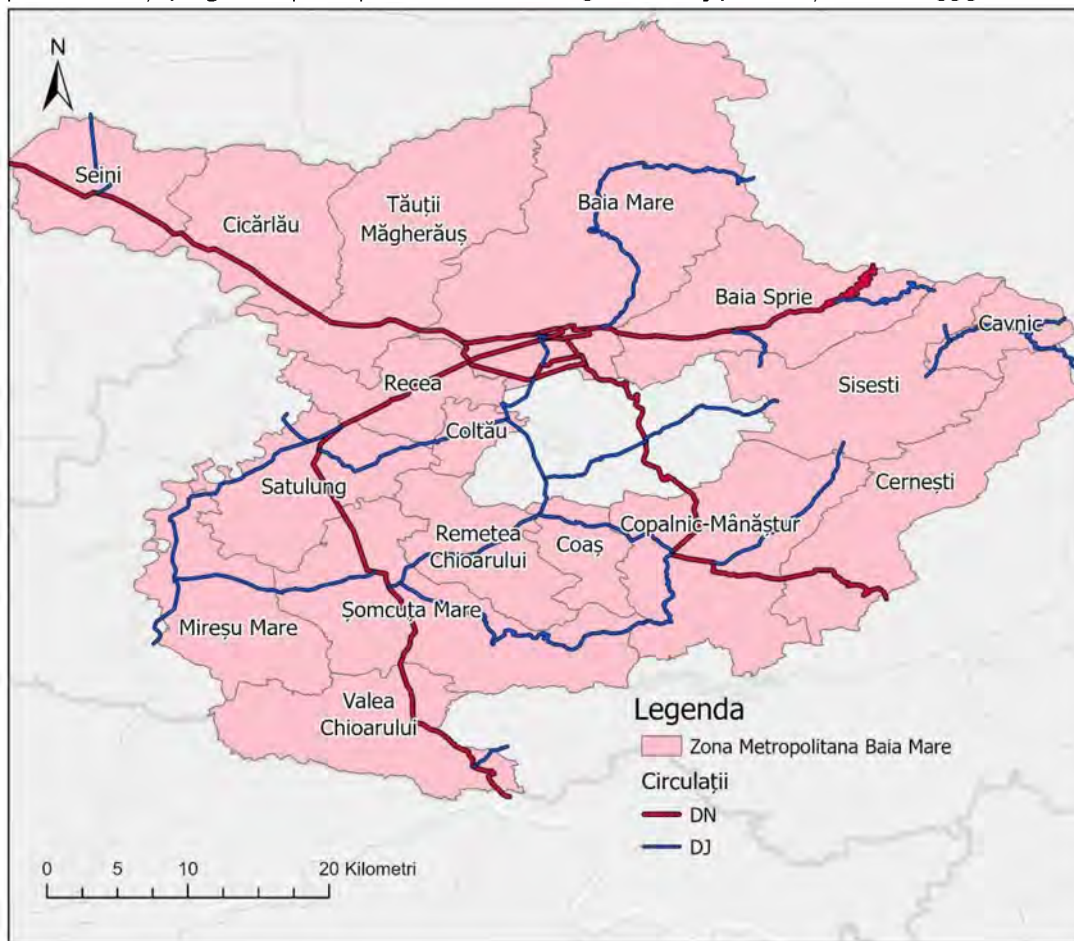 N
Seini
Cicărlău
Tăuții
Măgherăuș
Baia Mare
Baia Sprie
Cavnic
Sisesti
Recea
Coltău
Satulung
Cernești
Copalnic-Mănăștur
Remetea
Chioarului
Coaș
Șomcuța Mare
Mireșu Mare
Valea
Chioarului
Legenda
Zona Metropolitana Baia Mare
Circulații
DN
DJ
0 5 10 20 Kilometri